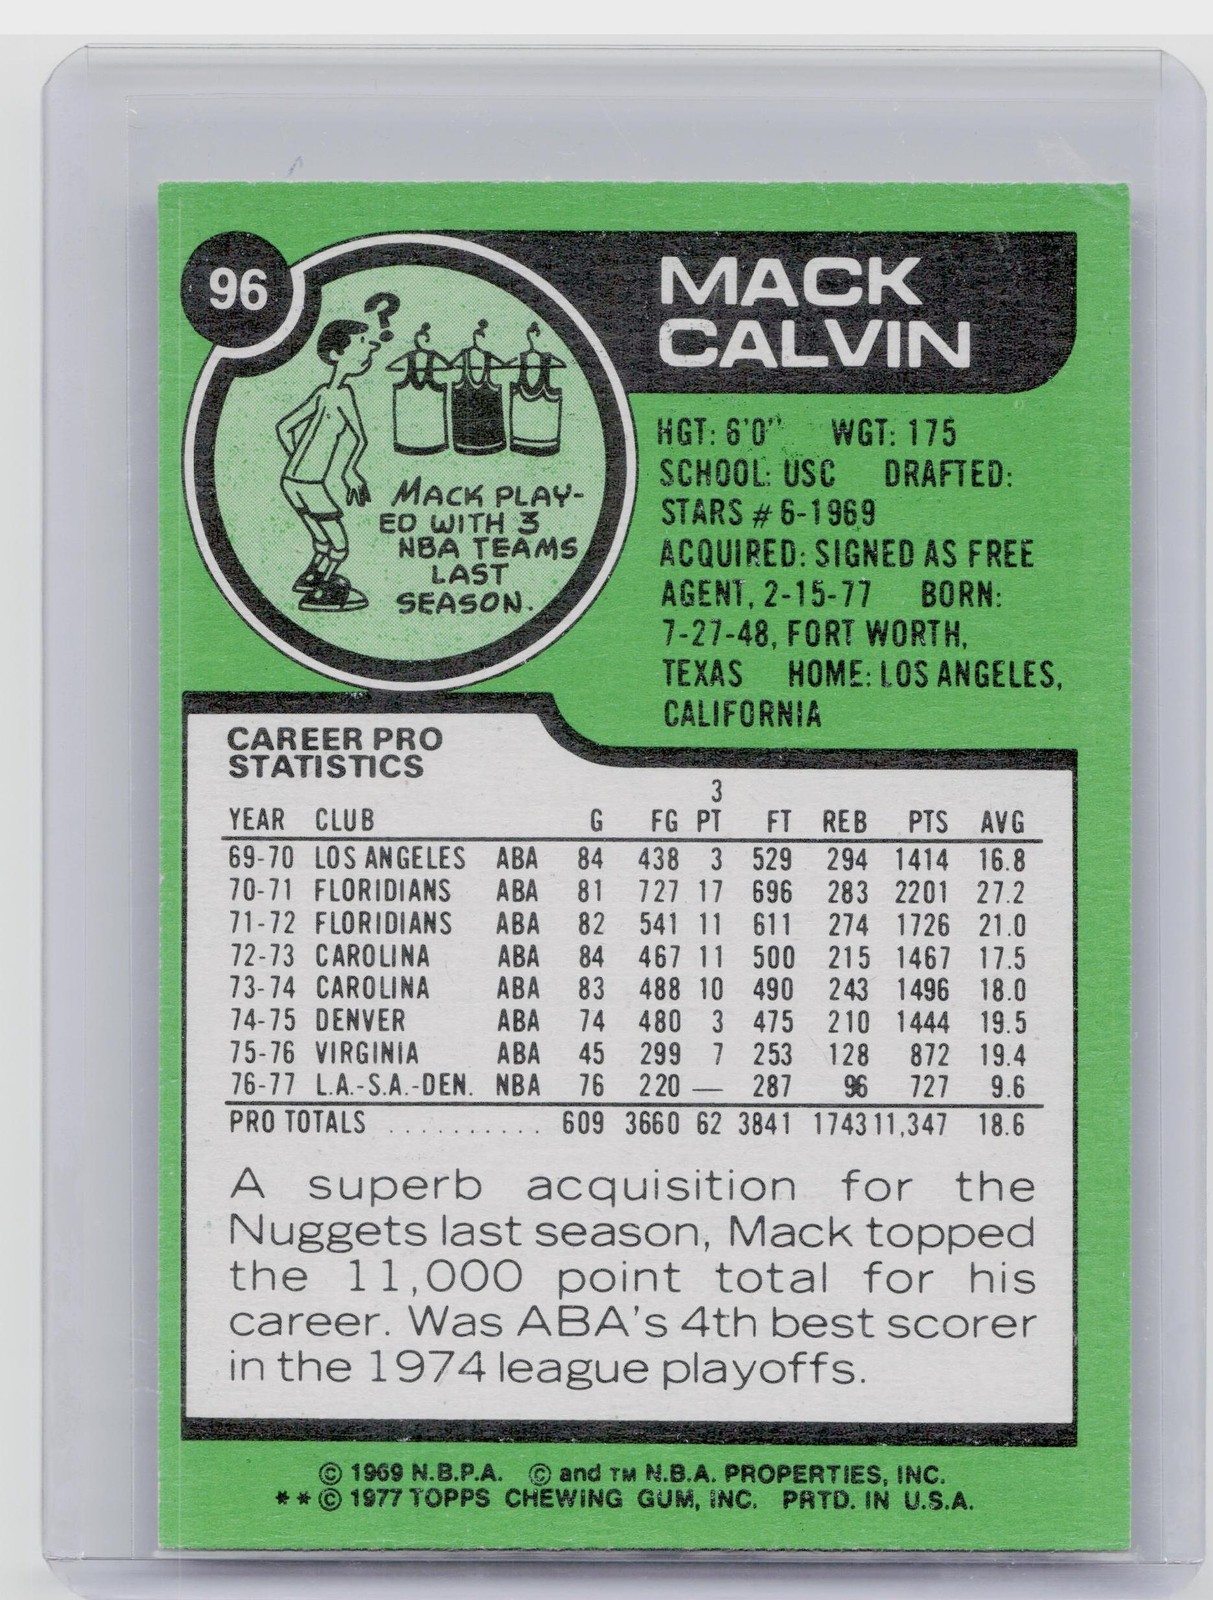 96
MACK
CALVIN
?
MACK PLAY-
ED WITH 3
NBA TEAMS
LAST
SEASON.
HGT: 6'0" WGT: 175
SCHOOL: USC DRAFTED:
STARS # 6-1969
ACQUIRED: SIGNED AS FREE
AGENT, 2-15-77 BORN:
7-27-48, FORT WORTH,
TEXAS HOME: LOS ANGELES,
CALIFORNIA
CAREER PRO
STATISTICS
YEAR CLUB G FG 3 PT FT REB PTS AVG
69-70 LOS ANGELES ABA 84 438 3 529 294 1414 16.8
70-71 FLORIDIANS ABA 81 727 17 696 283 2201 27.2
71-72 FLORIDIANS ABA 82 541 11 611 274 1726 21.0
72-73 CAROLINA ABA 84 467 11 500 215 1467 17.5
73-74 CAROLINA ABA 83 488 10 490 243 1496 18.0
74-75 DENVER ABA 74 480 3 475 210 1444 19.5
75-76 VIRGINIA ABA 45 299 7 253 128 872 19.4
76-77 L.A.-S.A.-DEN. NBA 76 220 — 287 96 727 9.6
PRO TOTALS .......... 609 3660 62 3841 1743 11,347 18.6
A superb acquisition for the
Nuggets last season, Mack topped
the 11,000 point total for his
career. Was ABA's 4th best scorer
in the 1974 league playoffs.
© 1969 N.B.P.A. © and TM N.B.A. PROPERTIES, INC.
* * © 1977 TOPPS CHEWING GUM, INC. PRTD. IN U.S.A.